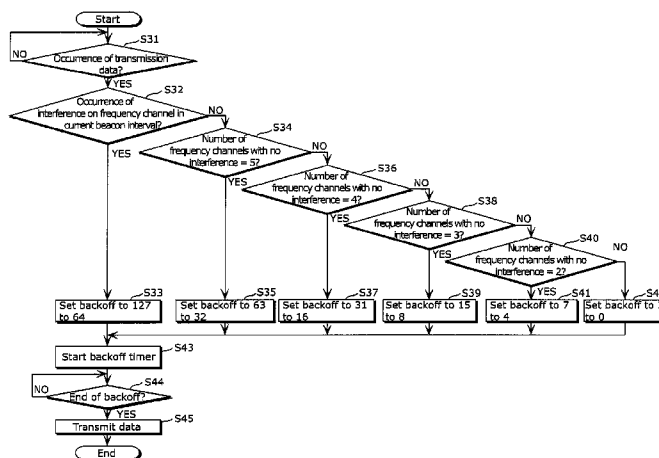 Start
S31
NO
Occurrence of transmission
data?
YES
S32
Occurrence of
interference on frequency channel in
current beacon interval?
NO
YES
S34
Number of
frequency channels with no
interference = 5?
NO
YES
S36
Number of
frequency channels with no
interference = 4?
NO
YES
S38
Number of
frequency channels with no
interference = 3?
NO
YES
S40
Number of
frequency channels with no
interference = 2?
NO
YES
S33
Set backoff to 127
to 64
S35
Set backoff to 63
to 32
S37
Set backoff to 31
to 16
S39
Set backoff to 15
to 8
S41
Set backoff to 7
to 4
Set backoff to
to 0
S43
Start backoff timer
S44
NO
End of backoff?
YES
S45
Transmit data
End